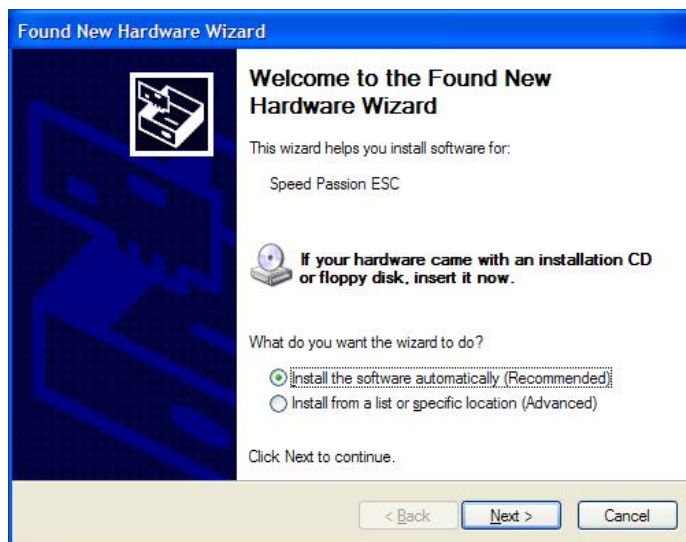 Found New Hardware Wizard
Welcome to the Found New
Hardware Wizard
This wizard helps you install software for:
Speed Passion ESC
If your hardware came with an installation CD
or floppy disk, insert it now.
What do you want the wizard to do?
Install the software automatically (Recommended)
Install from a list or specific location (Advanced)
Click Next to continue.
< Back
Next >
Cancel